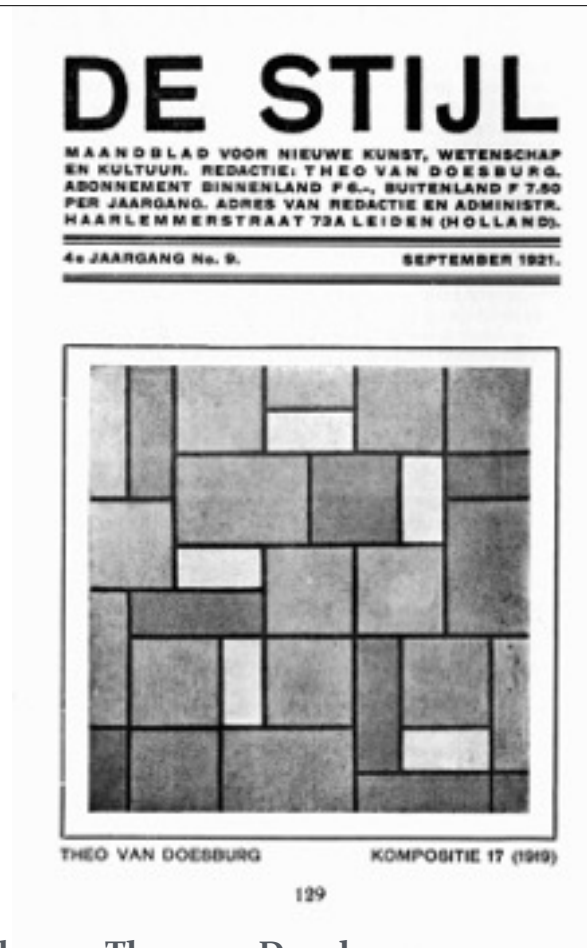 DE STIJL
MAANDBLAD VOOR NIEUWE KUNST, WETENSCHAP
EN KULTUUR. REDACTIE: THEO VAN DOESBURG.
ABONNEMENT BINNENLAND F 6.-, BUITENLAND F 7.50
PER JAARGANG. ADRES VAN REDACTIE EN ADMINISTR.
HAARLEMMERSTRAAT 73A LEIDEN (HOLLAND).
4e JAARGANG No. 9. SEPTEMBER 1921.
THEO VAN DOESBURG KOMPOSITIE 17 (1919)
129